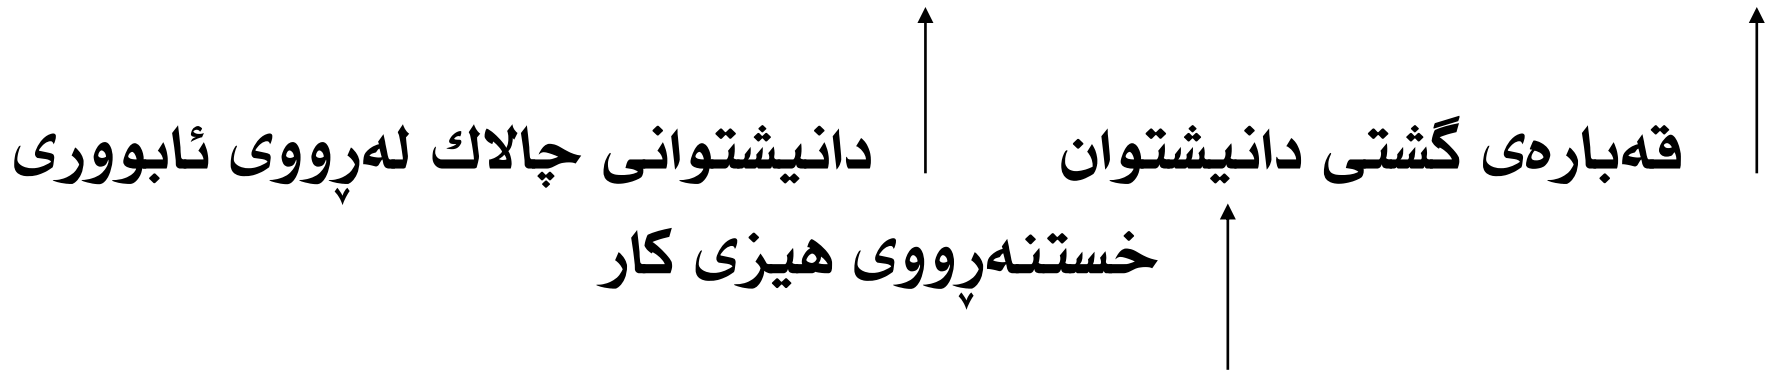 قەبارەی گشتی دانیشتوان دانیشتوانی چالاك لەڕووی ئابووری
خستنەڕووی هیزی کار